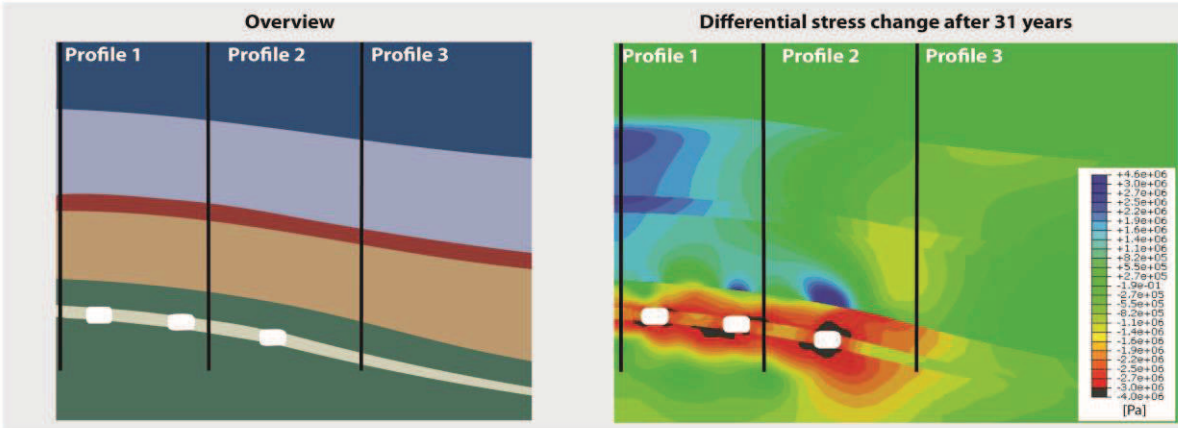 Overview
Profile 1
Profile 2
Profile 3
Differential stress change after 31 years
Profile 1
Profile 2
Profile 3
+4.6e+06
+3.0e+06
+2.7e+06
+2.5e+06
+2.2e+06
+1.9e+06
+1.6e+06
+1.4e+06
+1.1e+06
+8.2e+05
+5.5e+05
+2.7e+05
-1.9e-01
-2.7e+05
-5.5e+05
-8.2e+05
-1.1e+06
-1.4e+06
-1.6e+06
-1.9e+06
-2.2e+06
-2.5e+06
-2.7e+06
-3.0e+06
-4.0e+06
[Pa]